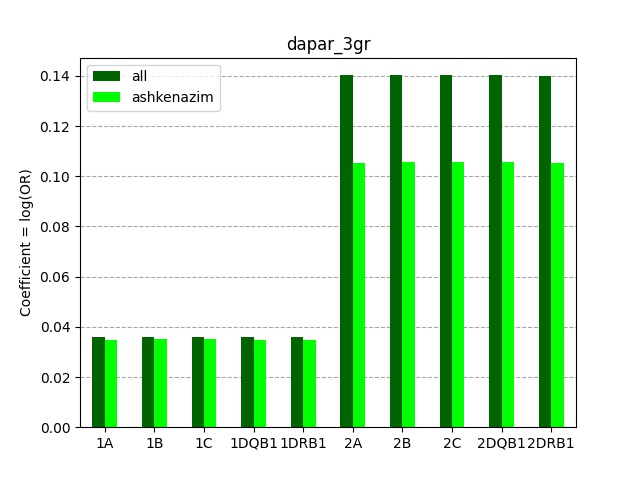 dapar_3gr
all
ashkenazim
Coefficient = log(OR)
0.14
0.12
0.10
0.08
0.06
0.04
0.02
0.00
1A 1B 1C 1DQB1 1DRB1 2A 2B 2C 2DQB1 2DRB1